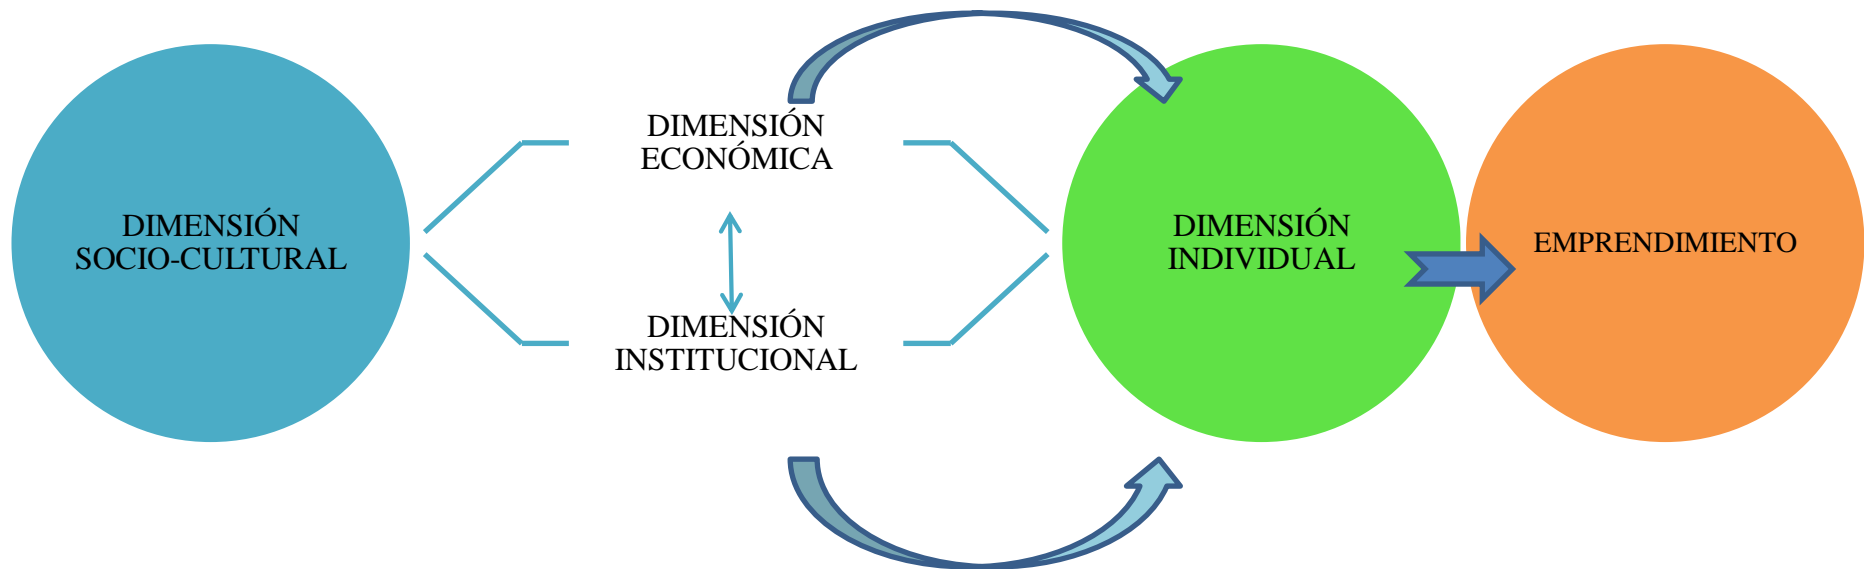 DIMENSIÓN
SOCIO-CULTURAL
DIMENSIÓN
ECONÓMICA
DIMENSIÓN
INSTITUCIONAL
DIMENSIÓN
INDIVIDUAL
EMPRENDIMIENTO